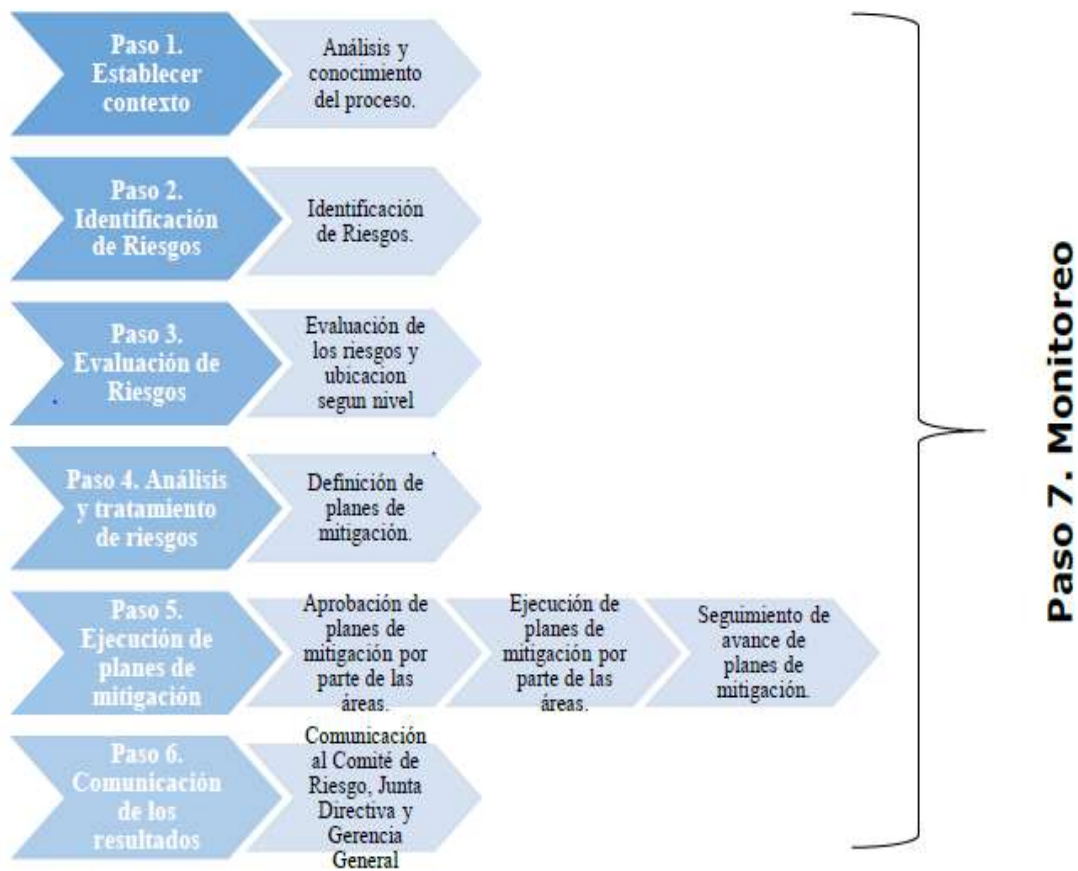 Paso 1.
Establecer
contexto
Análisis y
conocimiento
del proceso.
Paso 2.
Identificación
de Riesgos
Identificación
de Riesgos.
Paso 3.
Evaluación de
Riesgos
Evaluación de
los riesgos y
ubicacion
segun nivel
Paso 4. Análisis
y tratamiento
de riesgos
Definición de
planes de
mitigación.
Paso 5.
Ejecución de
planes de
mitigación
Aprobación de
planes de
mitigación por
parte de las
áreas.
Ejecución de
planes de
mitigación por
parte de las
áreas.
Seguimiento de
avance de
planes de
mitigación.
Paso 6.
Comunicación
de los
resultados
Comunicación
al Comité de
Riesgo, Junta
Directiva y
Gerencia
General
Paso 7. Monitoreo